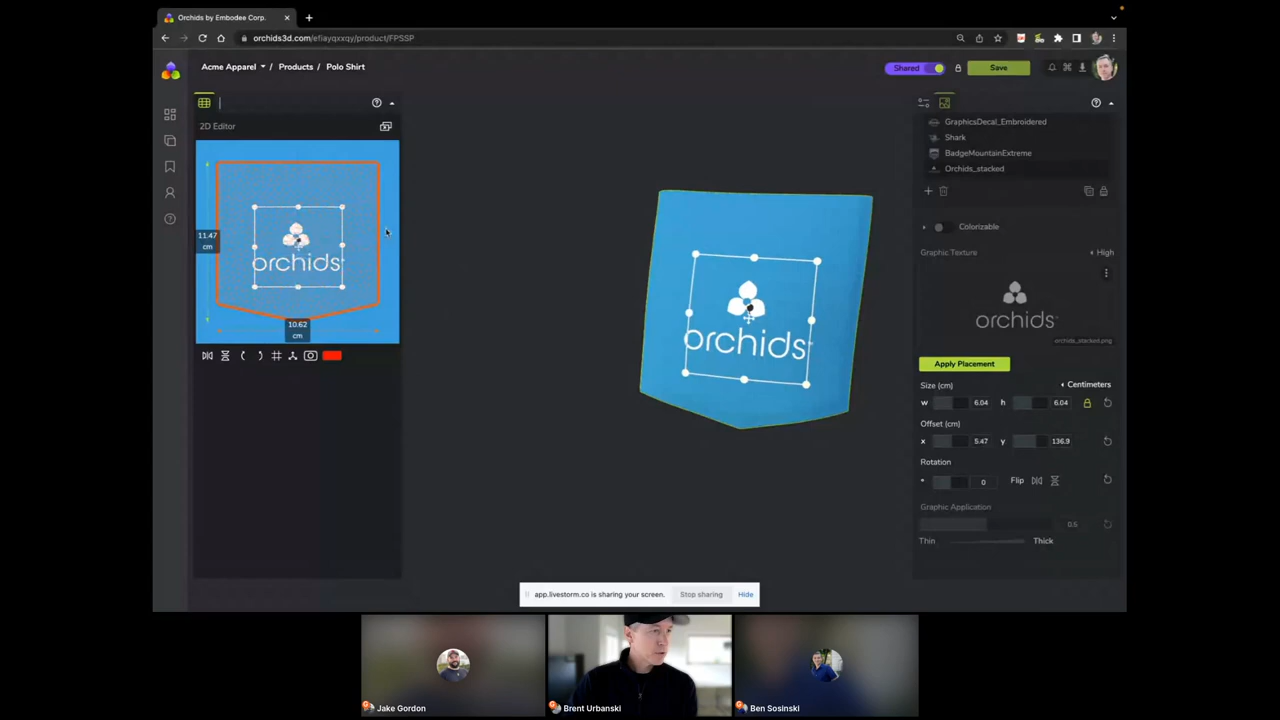 Orchids by Embodee Corp.
orchids3d.com/efiayqxxqy/product/FPSSP
Acme Apparel / Products / Polo Shirt
Shared
Save
2D Editor
11.47
cm
orchids
10.62
cm
orchids
GraphicsDecal_Embroidered
Shark
BadgeMountainExtreme
Orchids_stacked
Colorizable
Graphic Texture
High
orchids
orchids_stacked.png
Apply Placement
Size (cm)
Centimeters
w 6.04 h 6.04
Offset (cm)
x 5.47 y 136.9
Rotation
° 0 Flip
Graphic Application
0.5
Thin Thick
app.livestorm.co is sharing your screen. Stop sharing Hide
Jake Gordon
Brent Urbanski
Ben Sosinski